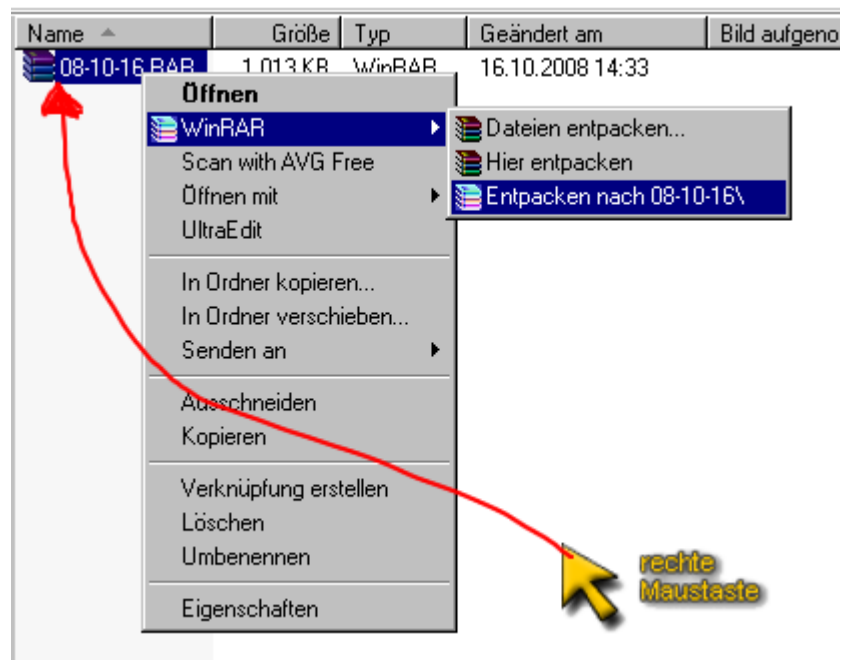 Name Größe Typ Geändert am Bild aufgeno
08-10-16.RAR 1.013 KB WinRAR 16.10.2008 14:33
Öffnen
WinRAR
Scan with AVG Free
Öffnen mit
UltraEdit
In Ordner kopieren...
In Ordner verschieben...
Senden an
Ausschneiden
Kopieren
Verknüpfung erstellen
Löschen
Umbenennen
Eigenschaften
Dateien entpacken...
Hier entpacken
Entpacken nach 08-10-16\
rechte
Maustaste